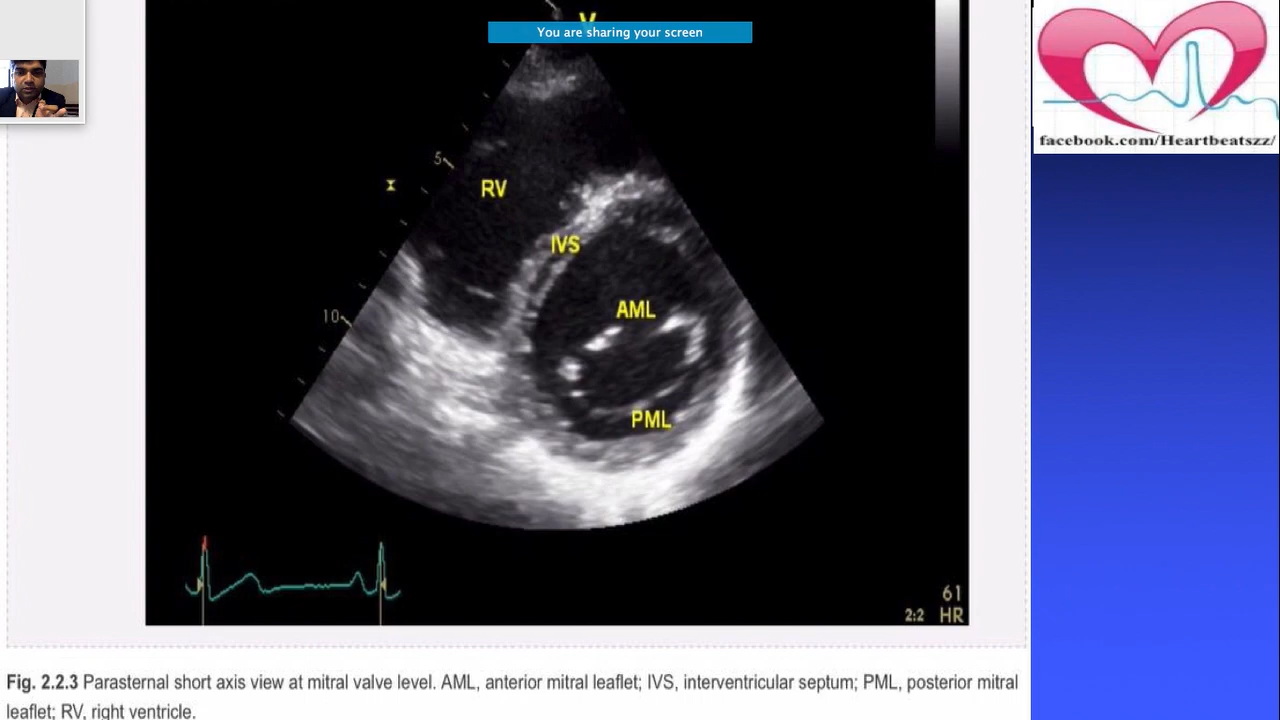 V
You are sharing your screen
facebook.com/Heartbeatszz/
5
RV
IVS
AML
10
PML
61
2:2 HR
Fig. 2.2.3 Parasternal short axis view at mitral valve level. AML, anterior mitral leaflet; IVS, interventricular septum; PML, posterior mitral
leaflet; RV, right ventricle.